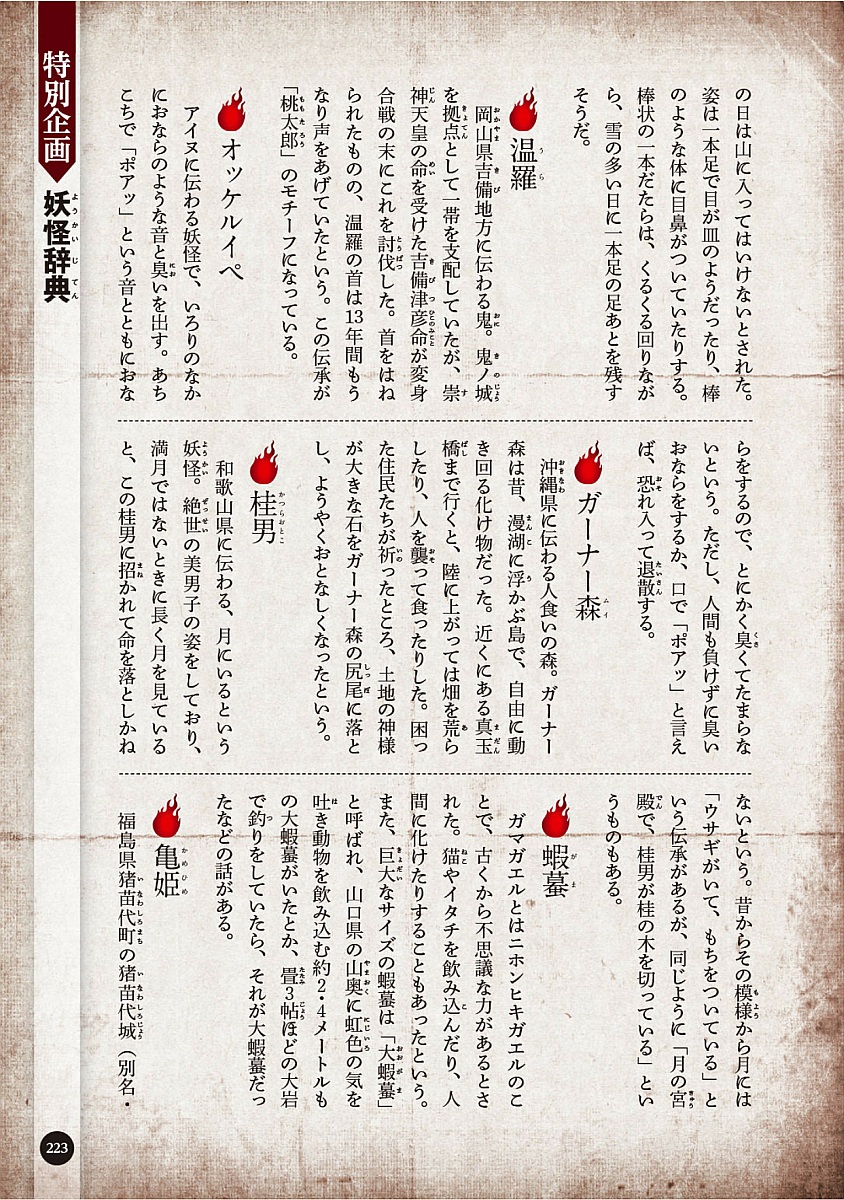 特別企画 妖怪辞典
の日は山に入ってはいけないとされた。
姿は一本足で目が皿のようだったり、棒
のような体に目鼻がついていたりする。
棒状の一本だたらは、くるくる回りなが
ら、雪の多い日に一本足の足あとを残す
そうだ。
温羅
岡山県吉備地方に伝わる鬼。鬼ノ城
を拠点として一帯を支配していたが、崇
神天皇の命を受けた吉備津彦命が変身
合戦の末にこれを討伐した。首をはね
られたものの、温羅の首は13年間もう
なり声をあげていたという。この伝承が
「桃太郎」のモチーフになっている。
オッケルイペ
アイヌに伝わる妖怪で、いろりのなか
におならのような音と臭いを出す。あち
こちで「ポアッ」という音とともにおな
らをするので、とにかく臭くてたまらな
いという。ただし、人間も負けずに臭い
おならをするか、口で「ポアッ」と言え
ば、恐れ入って退散する。
ガーナー森
沖縄県に伝わる人食いの森。ガーナー
森は昔、漫湖に浮かぶ島で、自由に動
き回る化け物だった。近くにある真玉
橋まで行くと、陸に上がっては畑を荒ら
したり、人を襲って食ったりした。困っ
た住民たちが祈ったところ、土地の神様
が大きな石をガーナー森の尻尾に落と
し、ようやくおとなしくなったという。
桂男
和歌山県に伝わる、月にいるという
妖怪。絶世の美男子の姿をしており、
満月ではないときに長く月を見ている
と、この桂男に招かれて命を落としかね
ないという。昔からその模様から月には
「ウサギがいて、もちをついている」と
いう伝承があるが、同じように「月の宮
殿で、桂男が桂の木を切っている」とい
うものもある。
蝦蟇
ガマガエルとはニホンヒキガエルのこ
とで、古くから不思議な力があるとさ
れた。猫やイタチを飲み込んだり、人
間に化けたりすることもあったという。
また、巨大なサイズの蝦蟇は「大蝦蟇」
と呼ばれ、山口県の山奥に虹色の気を
吐き動物を飲み込む約2・4メートルも
の大蝦蟇がいたとか、畳3帖ほどの大岩
で釣りをしていたら、それが大蝦蟇だっ
たなどの話がある。
亀姫
福島県猪苗代町の猪苗代城（別名・
223